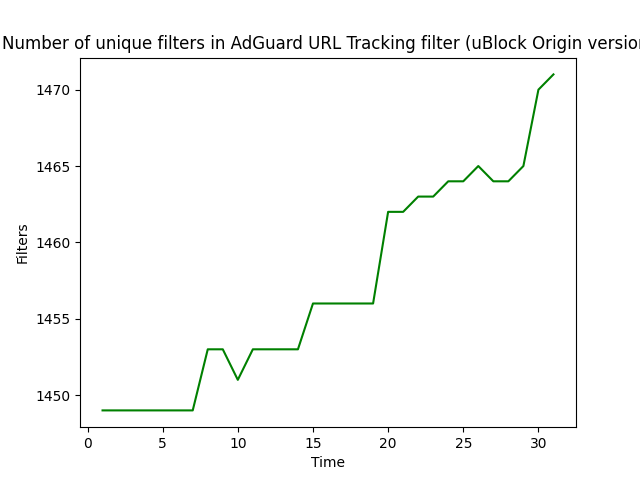 Number of unique filters in AdGuard URL Tracking filter (uBlock Origin version
1470
1465
1460
1455
1450
Filters
0 5 10 15 20 25 30
Time